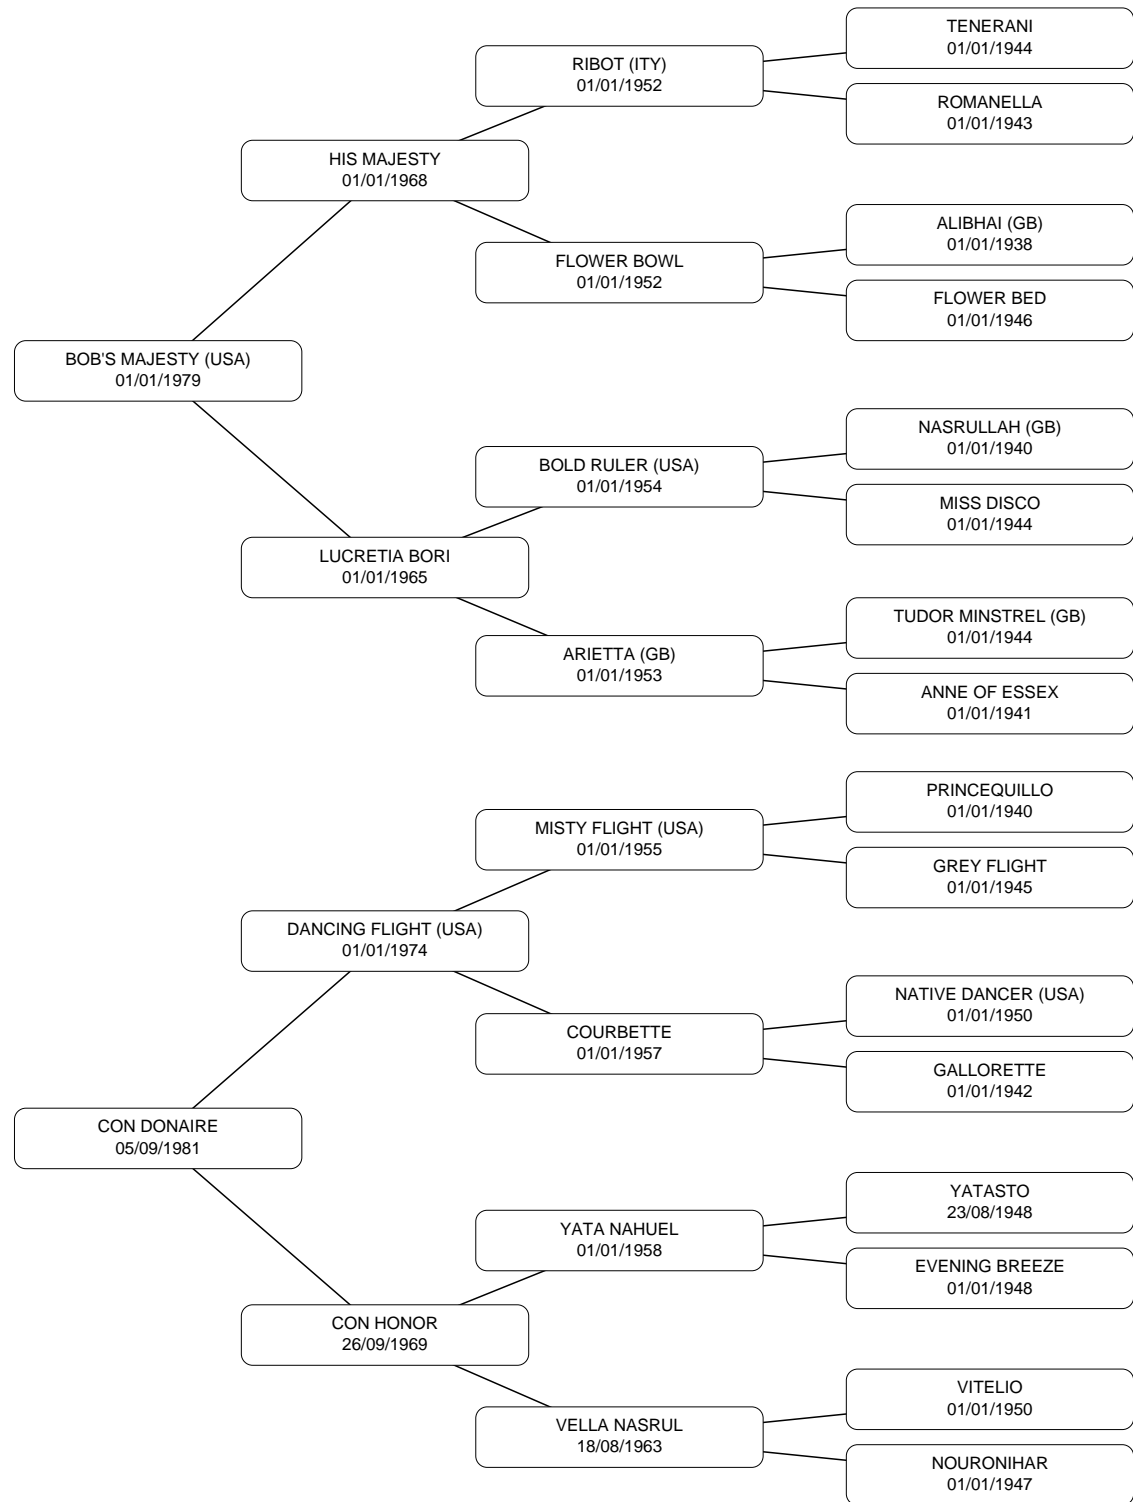 TENERANI
01/01/1944
RIBOT (ITY)
01/01/1952
ROMANELLA
01/01/1943
HIS MAJESTY
01/01/1968
ALIBHAI (GB)
01/01/1938
FLOWER BOWL
01/01/1952
FLOWER BED
01/01/1946
BOB'S MAJESTY (USA)
01/01/1979
NASRULLAH (GB)
01/01/1940
BOLD RULER (USA)
01/01/1954
MISS DISCO
01/01/1944
LUCRETIA BORI
01/01/1965
TUDOR MINSTREL (GB)
01/01/1944
ARIETTA (GB)
01/01/1953
ANNE OF ESSEX
01/01/1941
PRINCEQUILLO
01/01/1940
MISTY FLIGHT (USA)
01/01/1955
GREY FLIGHT
01/01/1945
DANCING FLIGHT (USA)
01/01/1974
NATIVE DANCER (USA)
01/01/1950
COURBETTE
01/01/1957
GALLORETTE
01/01/1942
CON DONAIRE
05/09/1981
YATASTO
23/08/1948
YATA NAHUEL
01/01/1958
EVENING BREEZE
01/01/1948
CON HONOR
26/09/1969
VITELIO
01/01/1950
VELLA NASRUL
18/08/1963
NOURONIHAR
01/01/1947